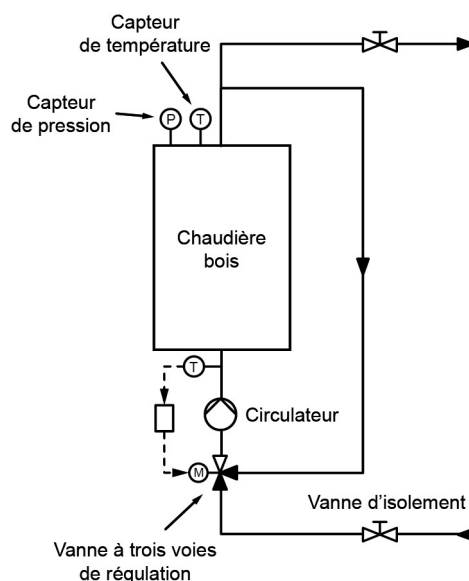 Capteur
de température
Capteur
de pression
P
T
Chaudière
bois
T
Circulateur
M
Vanne d'isolement
Vanne à trois voies
de régulation